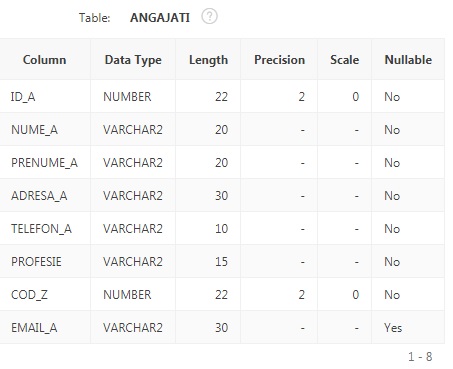 Table: ANGAJATI ?
Column Data Type Length Precision Scale Nullable
ID_A NUMBER 22 2 0 No
NUME_A VARCHAR2 20 - - No
PRENUME_A VARCHAR2 20 - - No
ADRESA_A VARCHAR2 30 - - No
TELEFON_A VARCHAR2 10 - - No
PROFESIE VARCHAR2 15 - - No
COD_Z NUMBER 22 2 0 No
EMAIL_A VARCHAR2 30 - - Yes
1 - 8